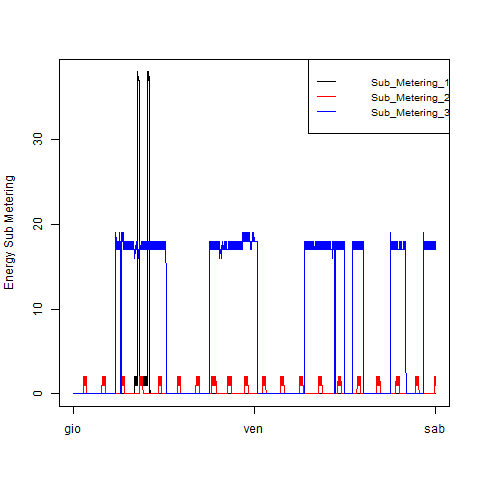 Sub_Metering_1
Sub_Metering_2
Sub_Metering_3
Energy Sub Metering
30
20
10
0
gio ven sab